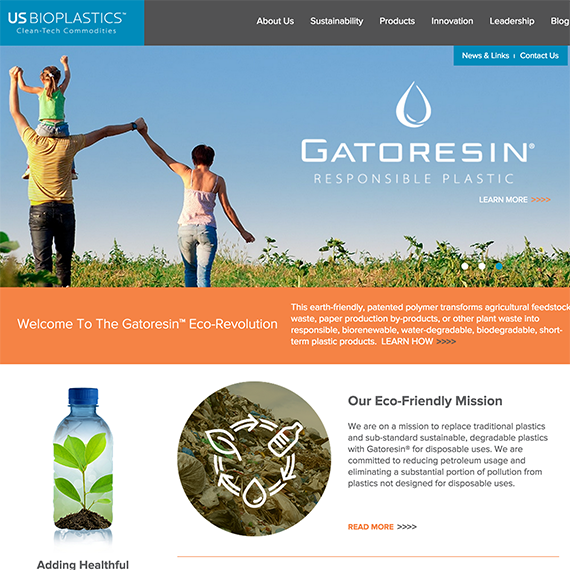 US BIOPLASTICS™
Clean-Tech Commodities
About Us Sustainability Products Innovation Leadership Blog
News & Links Contact Us
GATORESIN®
RESPONSIBLE PLASTIC
LEARN MORE >>>>
Welcome To The Gatoresin™ Eco-Revolution
This earth-friendly, patented polymer transforms agricultural feedstock
waste, paper production by-products, or other plant waste into
responsible, biorenewable, water-degradable, biodegradable, short-
term plastic products. LEARN HOW >>>>
Our Eco-Friendly Mission
We are on a mission to replace traditional plastics
and sub-standard sustainable, degradable plastics
with Gatoresin® for disposable uses. We are
committed to reducing petroleum usage and
eliminating a substantial portion of pollution from
plastics not designed for disposable uses.
READ MORE >>>>
Adding Healthful